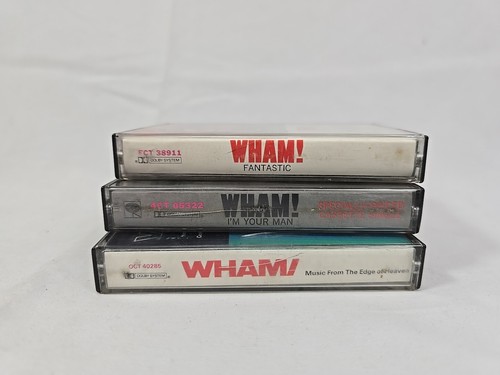 FCT 38911
DOLBY SYSTEM
WHAM!
FANTASTIC
WHAM!
I'M YOUR MAN
OCT 40285
DOLBY SYSTEM
WHAM!
Music From The Edge of Heaven